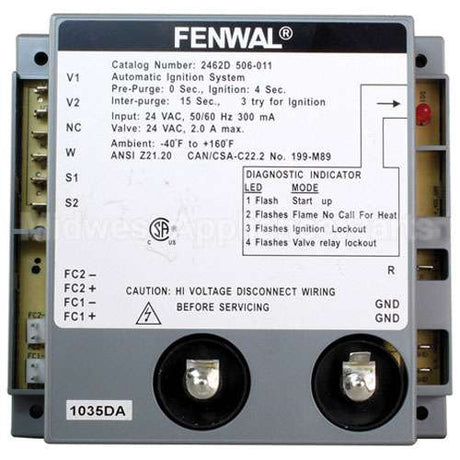 FENWAL®
Catalog Number: 2462D 506-011
Automatic Ignition System
Pre-Purge: 0 Sec., Ignition: 4 Sec.
Inter-purge: 15 Sec., 3 try for Ignition
Input: 24 VAC, 50/60 Hz 300 mA
Valve: 24 VAC, 2.0 A max.
Ambient: -40°F to +160°F
ANSI Z21.20 CAN/CSA-C22.2 No. 199-M89
V1
V2
NC
W
S1
S2
DIAGNOSTIC INDICATOR
LED MODE
1 Flash Start up
2 Flashes Flame No Call For Heat
3 Flashes Ignition Lockout
4 Flashes Valve relay lockout
C US
R
FC2 -
FC2 +
FC1 -
FC1 +
CAUTION: HI VOLTAGE DISCONNECT WIRING
BEFORE SERVICING
GND
GND
FC2-
FC1-
1035DA